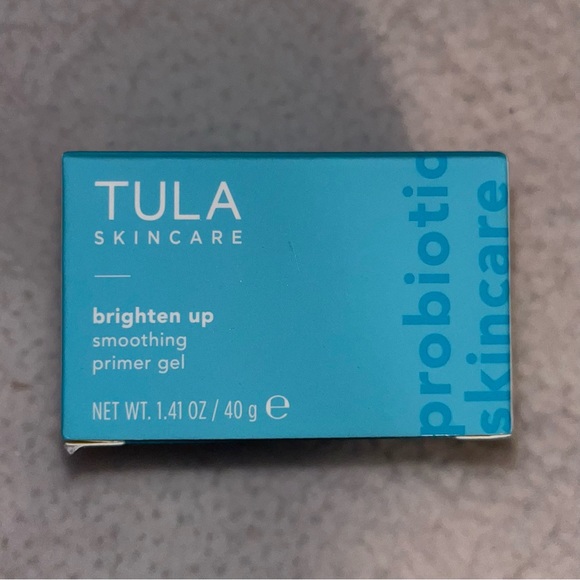 TULA
SKINCARE
brighten up
smoothing
primer gel
NET WT. 1.41 OZ / 40 g ℮
probiotic
skincare